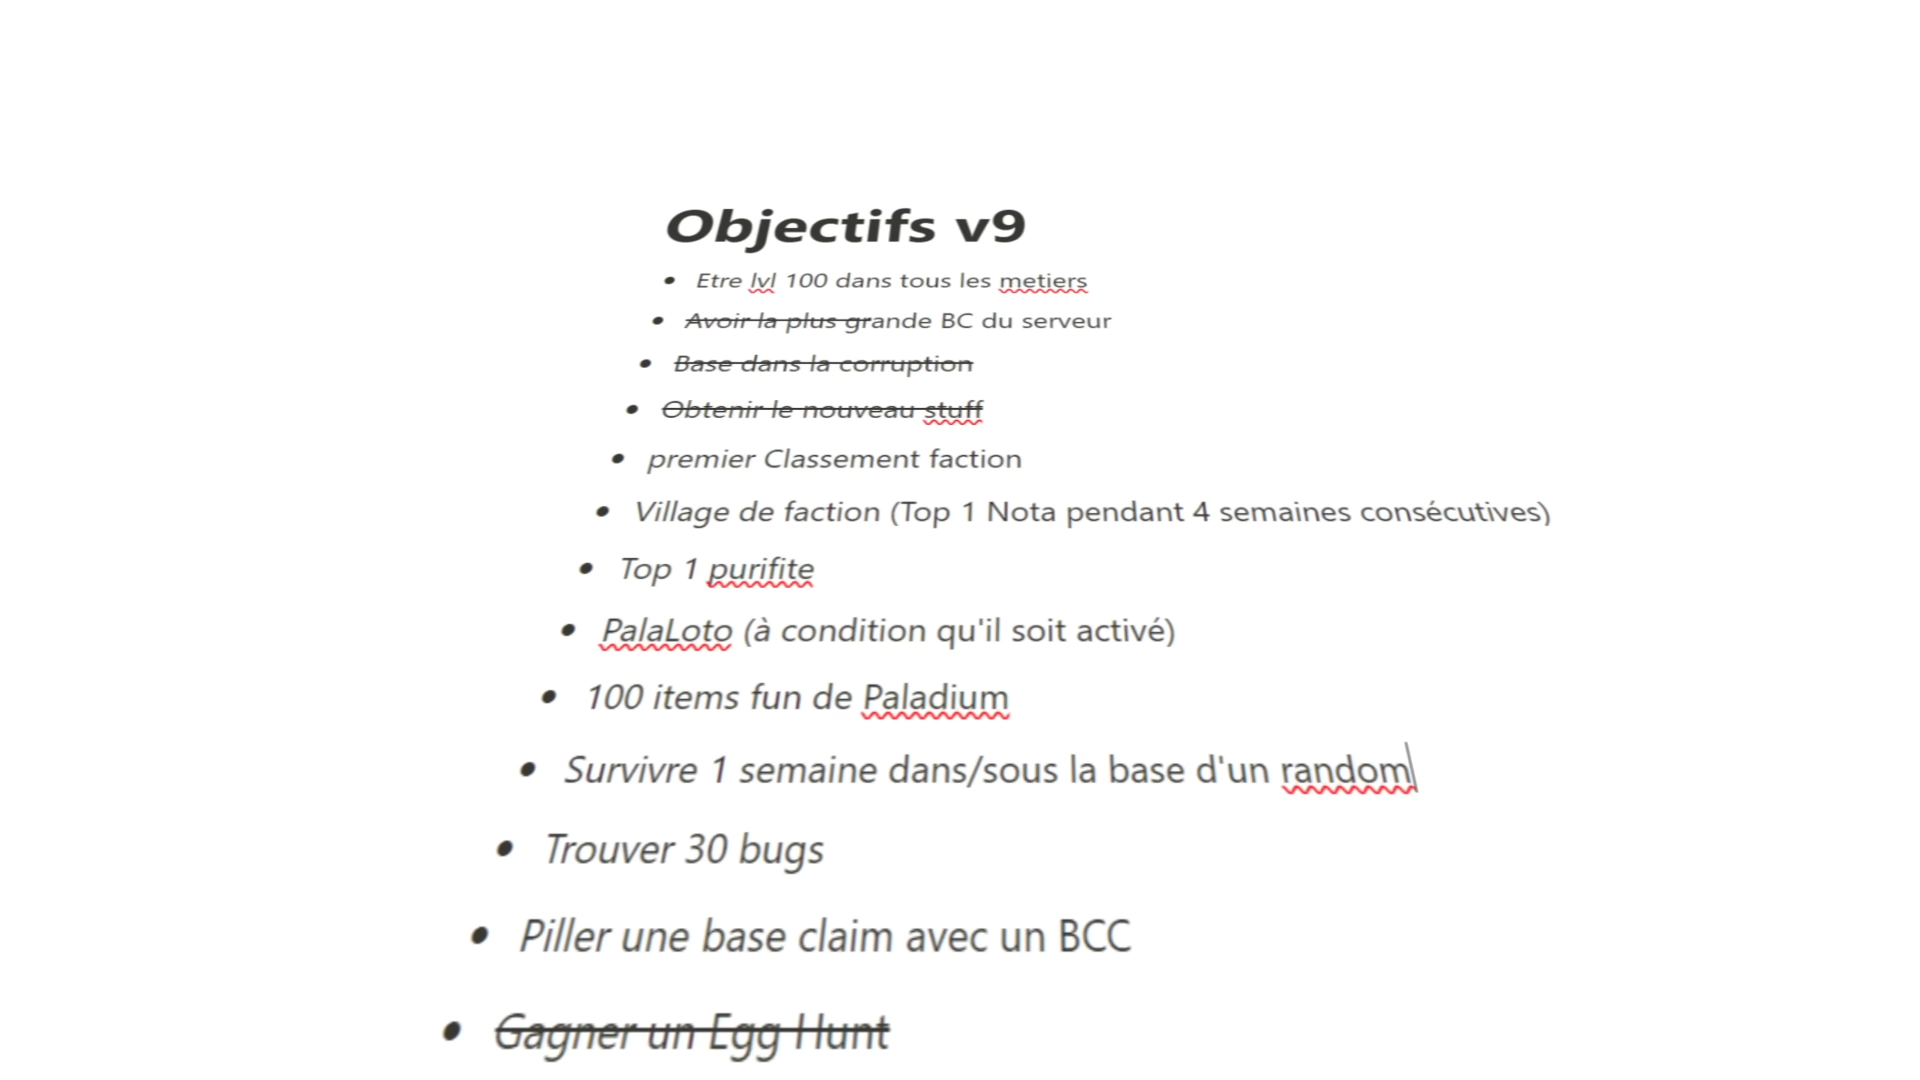 Objectifs v9
• Etre lvl 100 dans tous les metiers
• Avoir la plus grande BC du serveur
• Base dans la corruption
• Obtenir le nouveau stuff
• premier Classement faction
• Village de faction (Top 1 Nota pendant 4 semaines consécutives)
• Top 1 purifite
• PalaLoto (à condition qu'il soit activé)
• 100 items fun de Paladium
• Survivre 1 semaine dans/sous la base d'un random
• Trouver 30 bugs
• Piller une base claim avec un BCC
• Gagner un Egg Hunt